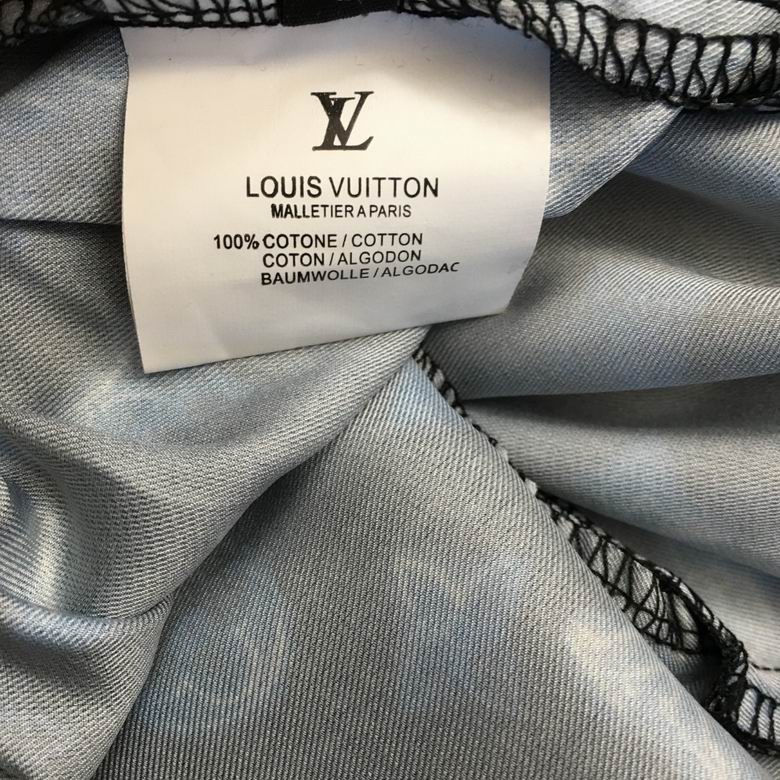 LV
LOUIS VUITTON
MALLETIER A PARIS
100% COTONE / COTTON
COTON / ALGODON
BAUMWOLLE / ALGODAC